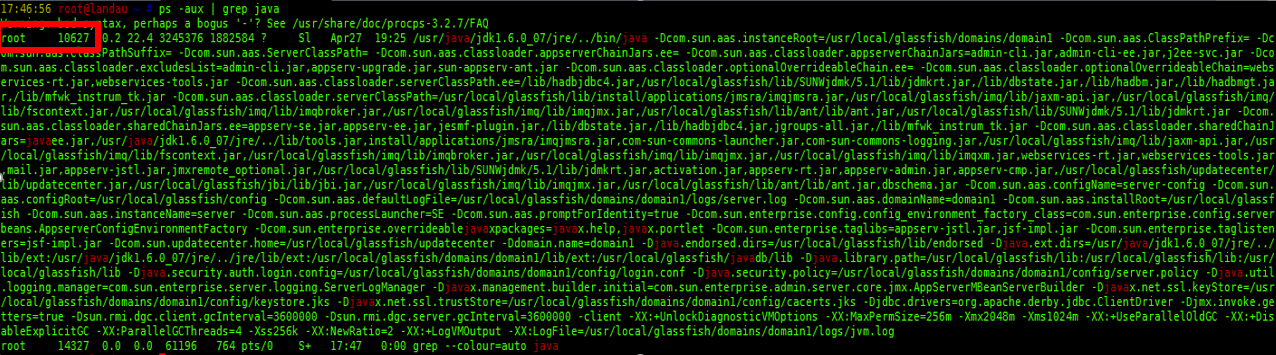 17:46:56 root@landau ~ # ps -aux | grep java
tax, perhaps a bogus '-'? See /usr/share/doc/procps-3.2.7/FAQ
root 10627 0.2 22.4 3245376 1882584 ? Sl Apr27 19:25 /usr/java/jdk1.6.0_07/jre/../bin/java -Dcom.sun.aas.instanceRoot=/usr/local/glassfish/domains/domain1 -Dcom.sun.aas.ClassPathPrefix= -Dc
om.sun.aas.ClassPathSuffix= -Dcom.sun.aas.ServerClassPath= -Dcom.sun.aas.classloader.appserverChainJars.ee= -Dcom.sun.aas.classloader.appserverChainJars=admin-cli.jar,admin-cli-ee.jar,j2ee-svc.jar -Dco
m.sun.aas.classloader.excludesList=admin-cli.jar,appserv-upgrade.jar,sun-appserv-ant.jar -Dcom.sun.aas.classloader.optionalOverrideableChain.ee= -Dcom.sun.aas.classloader.optionalOverrideableChain=webs
ervices-rt.jar,webservices-tools.jar -Dcom.sun.aas.classloader.serverClassPath.ee=/lib/hadbjdbc4.jar,/usr/local/glassfish/lib/SUNWjdmk/5.1/lib/jdmkrt.jar,/lib/dbstate.jar,/lib/hadbm.jar,/lib/hadbmgt.ja
r,/lib/mfwk_instrum_tk.jar -Dcom.sun.aas.classloader.serverClassPath=/usr/local/glassfish/lib/install/applications/jmsra/imqjmsra.jar,/usr/local/glassfish/imq/lib/jaxm-api.jar,/usr/local/glassfish/imq/
lib/fscontext.jar,/usr/local/glassfish/imq/lib/imqbroker.jar,/usr/local/glassfish/imq/lib/imqjmx.jar,/usr/local/glassfish/lib/ant/lib/ant.jar,/usr/local/glassfish/lib/SUNWjdmk/5.1/lib/jdmkrt.jar -Dcom.
sun.aas.classloader.sharedChainJars.ee=appserv-se.jar,appserv-ee.jar,jesmf-plugin.jar,/lib/dbstate.jar,/lib/hadbjdbc4.jar,jgroups-all.jar,/lib/mfwk_instrum_tk.jar -Dcom.sun.aas.classloader.sharedChainJ
ars=javaee.jar,/usr/java/jdk1.6.0_07/jre/../lib/tools.jar,install/applications/jmsra/imqjmsra.jar,com-sun-commons-launcher.jar,com-sun-commons-logging.jar,/usr/local/glassfish/imq/lib/jaxm-api.jar,/usr
/local/glassfish/imq/lib/fscontext.jar,/usr/local/glassfish/imq/lib/imqbroker.jar,/usr/local/glassfish/imq/lib/imqjmx.jar,/usr/local/glassfish/imq/lib/imqxm.jar,webservices-rt.jar,webservices-tools.jar
,mail.jar,appserv-jstl.jar,jmxremote_optional.jar,/usr/local/glassfish/lib/SUNWjdmk/5.1/lib/jdmkrt.jar,activation.jar,appserv-rt.jar,appserv-admin.jar,appserv-cmp.jar,/usr/local/glassfish/updatecenter/
lib/updatecenter.jar,/usr/local/glassfish/jbi/lib/jbi.jar,/usr/local/glassfish/imq/lib/imqjmx.jar,/usr/local/glassfish/lib/ant/lib/ant.jar,dbschema.jar -Dcom.sun.aas.configName=server-config -Dcom.sun.
aas.configRoot=/usr/local/glassfish/config -Dcom.sun.aas.defaultLogFile=/usr/local/glassfish/domains/domain1/logs/server.log -Dcom.sun.aas.domainName=domain1 -Dcom.sun.aas.installRoot=/usr/local/glassf
ish -Dcom.sun.aas.instanceName=server -Dcom.sun.aas.processLauncher=SE -Dcom.sun.aas.promptForIdentity=true -Dcom.sun.enterprise.config.config_environment_factory_class=com.sun.enterprise.config.server
beans.AppserverConfigEnvironmentFactory -Dcom.sun.enterprise.overrideablejavaxpackages=javax.help,javax.portlet -Dcom.sun.enterprise.taglibs=appserv-jstl.jar,jsf-impl.jar -Dcom.sun.enterprise.taglisten
ers=jsf-impl.jar -Dcom.sun.updatecenter.home=/usr/local/glassfish/updatecenter -Ddomain.name=domain1 -Djava.endorsed.dirs=/usr/local/glassfish/lib/endorsed -Djava.ext.dirs=/usr/java/jdk1.6.0_07/jre/../
lib/ext:/usr/java/jdk1.6.0_07/jre/../jre/lib/ext:/usr/local/glassfish/domains/domain1/lib/ext:/usr/local/glassfish/javadb/lib -Djava.library.path=/usr/local/glassfish/lib:/usr/local/glassfish/lib:/usr/
local/glassfish/lib -Djava.security.auth.login.config=/usr/local/glassfish/domains/domain1/config/login.conf -Djava.security.policy=/usr/local/glassfish/domains/domain1/config/server.policy -Djava.util
.logging.manager=com.sun.enterprise.server.logging.ServerLogManager -Djavax.management.builder.initial=com.sun.enterprise.admin.server.core.jmx.AppServerMBeanServerBuilder -Djavax.net.ssl.keyStore=/usr
/local/glassfish/domains/domain1/config/keystore.jks -Djavax.net.ssl.trustStore=/usr/local/glassfish/domains/domain1/config/cacerts.jks -Djdbc.drivers=org.apache.derby.jdbc.ClientDriver -Djmx.invoke.ge
tters=true -Dsun.rmi.dgc.client.gcInterval=3600000 -Dsun.rmi.dgc.server.gcInterval=3600000 -client -XX:+UnlockDiagnosticVMOptions -XX:MaxPermSize=256m -Xmx2048m -Xms1024m -XX:+UseParallelOldGC -XX:+Dis
ableExplicitGC -XX:ParallelGCThreads=4 -Xss256k -XX:NewRatio=2 -XX:+LogVMOutput -XX:LogFile=/usr/local/glassfish/domains/domain1/logs/jvm.log
root 14327 0.0 0.0 61196 764 pts/0 S+ 17:47 0:00 grep --colour=auto java